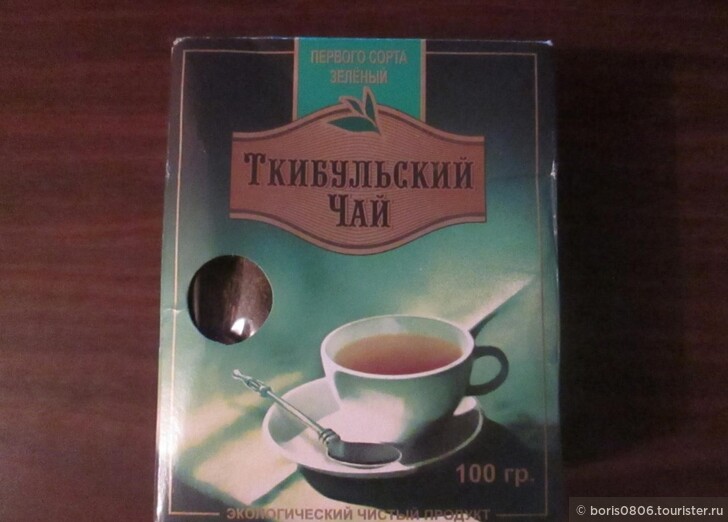 ПЕРВОГО СОРТА
ЗЕЛЕНЫЙ
ТКИБУЛЬСКИЙ
ЧАЙ
100 гр.
ЭКОЛОГИЧЕСКИЙ ЧИСТЫЙ ПРОДУКТ
© boris0806.tourister.ru